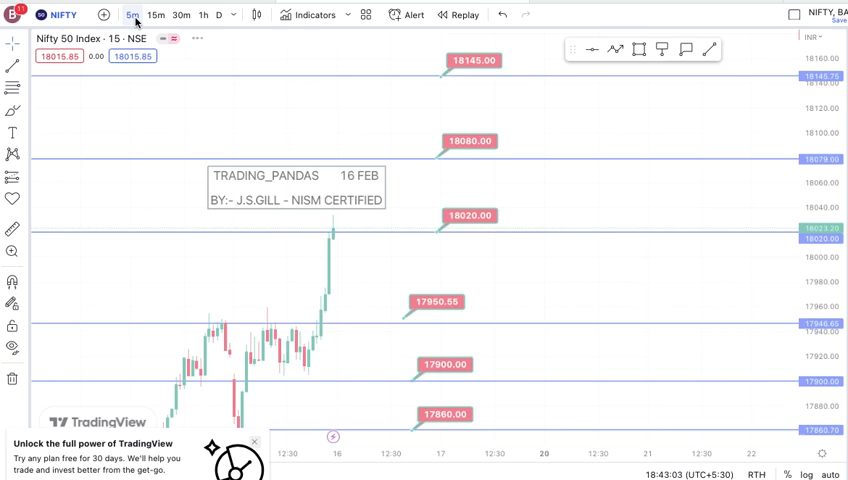 B 11 50 NIFTY 5m 15m 30m 1h D Indicators Alert Replay NIFTY, BA
Save
Nifty 50 Index · 15 · NSE
INR
18015.85 0.00 18015.85
18160.00
18145.00
18145.75
18140.00
18120.00
18100.00
18080.00
18079.00
TRADING_PANDAS 16 FEB
18060.00
BY:- J.S.GILL - NISM CERTIFIED
18040.00
18020.00
18023.20
18020.00
18000.00
17980.00
17950.55
17960.00
17946.65
17940.00
17920.00
17900.00
17900.00
17880.00
17860.00
TradingView
17860.70
Unlock the full power of TradingView
Try any plan free for 30 days. We'll help you
trade and invest better from the get-go.
12:30 16 12:30 17 12:30 20 12:30 21 12:30 22
18:43:03 (UTC+5:30) RTH % log auto